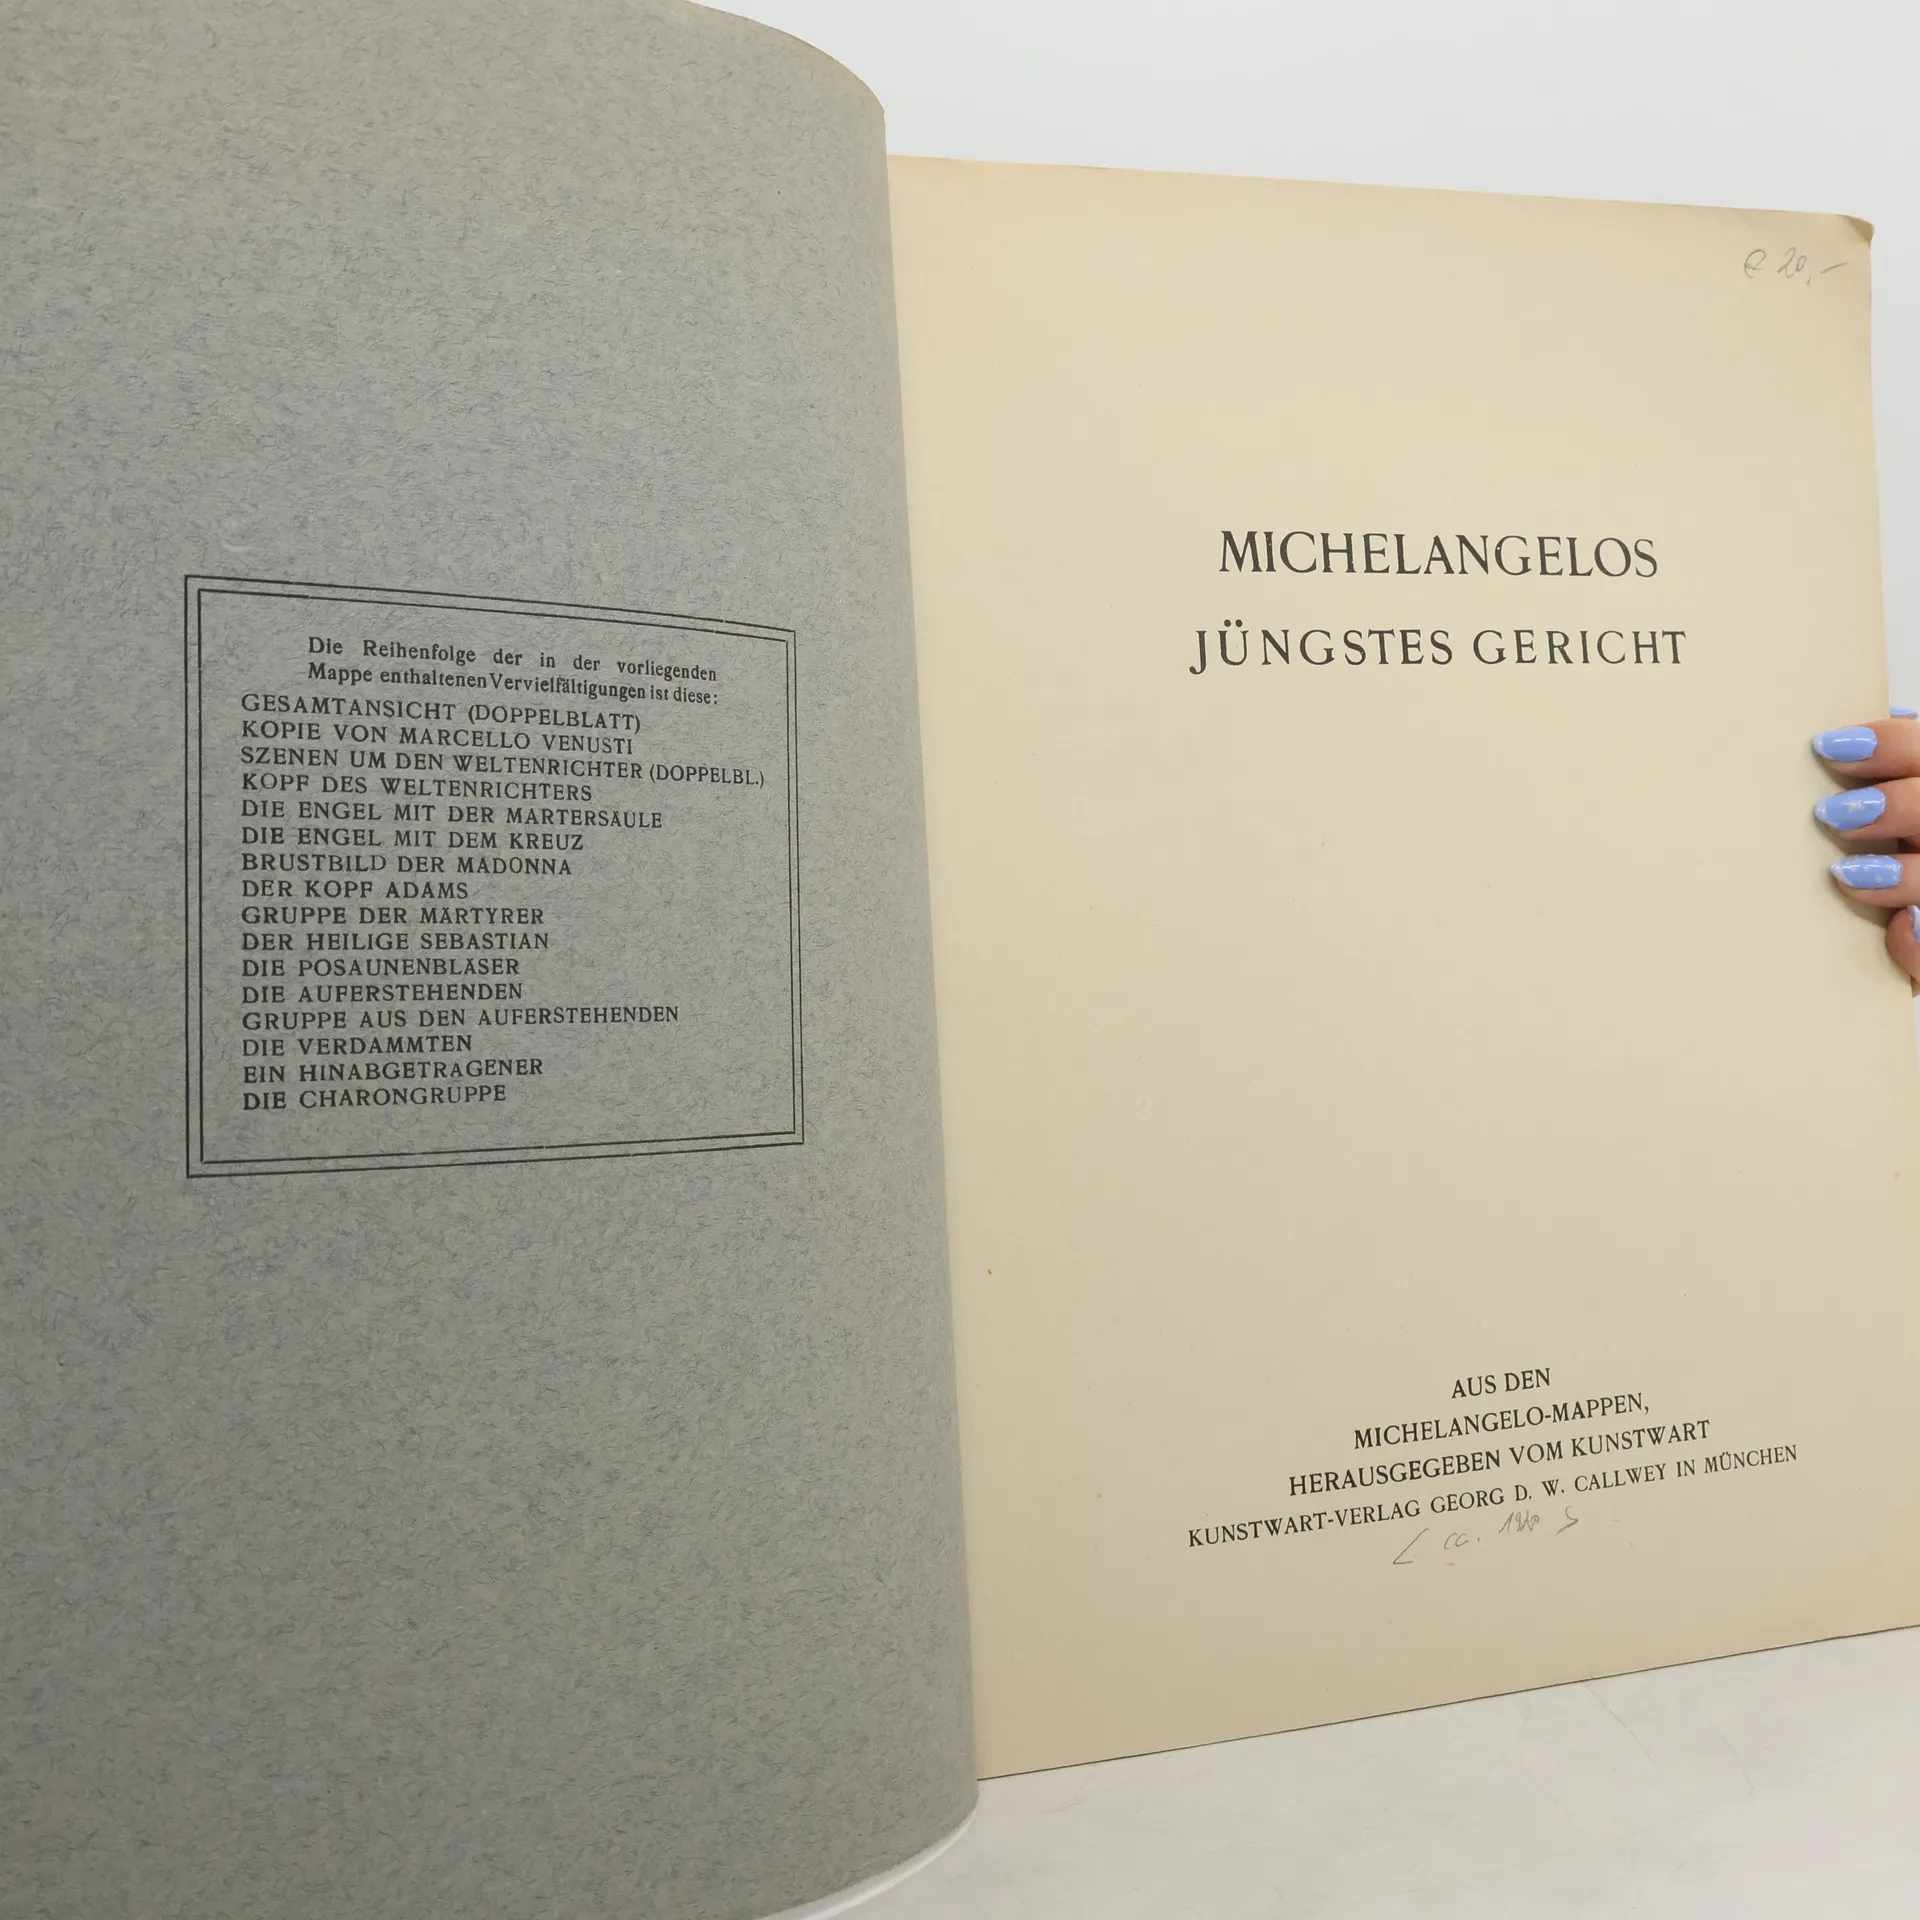 Die Reihenfolge der in der vorliegenden
Mappe enthaltenen Vervielfältigungen ist diese:
GESAMTANSICHT (DOPPELBLATT)
KOPIE VON MARCELLO VENUSTI
SZENEN UM DEN WELTENRICHTER (DOPPELBL.)
KOPF DES WELTENRICHTERS
DIE ENGEL MIT DER MARTERSÄULE
DIE ENGEL MIT DEM KREUZ
BRUSTBILD DER MADONNA
DER KOPF ADAMS
GRUPPE DER MÄRTYRER
DER HEILIGE SEBASTIAN
DIE POSAUNENBLÄSER
DIE AUFERSTEHENDEN
GRUPPE AUS DEN AUFERSTEHENDEN
DIE VERDAMMTEN
EIN HINABGETRAGENER
DIE CHARONGRUPPE
€ 20,-
MICHELANGELOS
JÜNGSTES GERICHT
AUS DEN
MICHELANGELO-MAPPEN,
HERAUSGEGEBEN VOM KUNSTWART
KUNSTWART-VERLAG GEORG D. W. CALLWEY IN MÜNCHEN
ca.